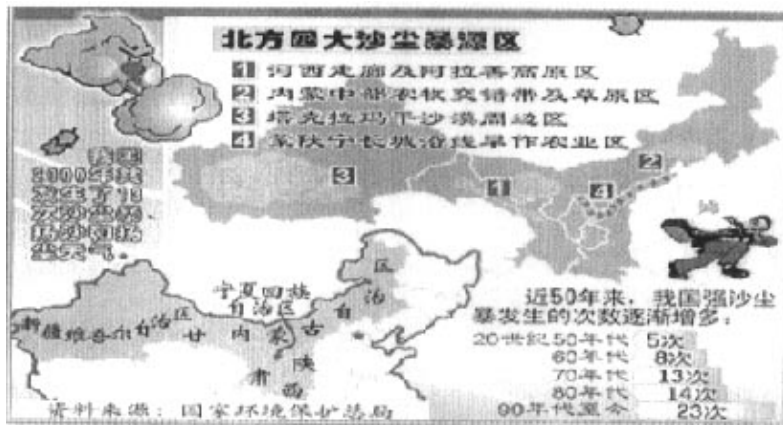 北方四大沙尘暴源区
1 河西走廊及阿拉善高原区
2 内蒙中部农牧交错带及草原区
3 塔克拉玛干沙漠周边区
4 蒙陕宁长城沿线旱作农业区
3
1
2
4
我国
2000年共
发生了13
次沙尘暴
扬沙和扬
尘天气。
新疆维吾尔自治区
甘肃
宁夏回族
自治区
内蒙古自治区
陕西
近50年来，我国强沙尘
暴发生的次数逐渐增多：
20世纪50年代 5次
60年代 8次
70年代 13次
80年代 14次
90年代至今 23次
资料来源：国家环境保护总局